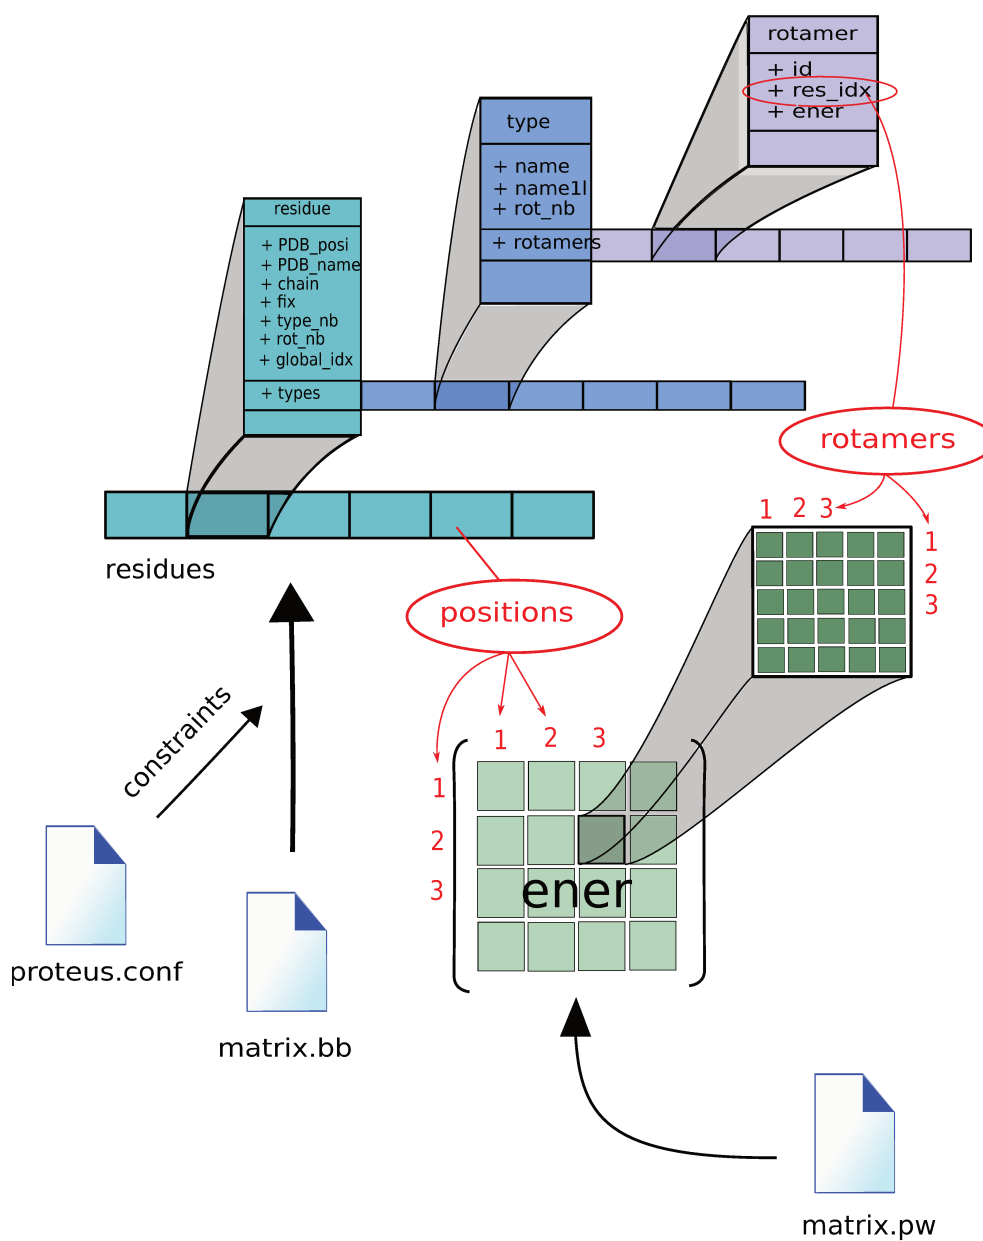 rotamer
+ id
+ res_idx
+ ener
type
+ name
+ name1l
+ rot_nb
+ rotamers
residue
+ PDB_posi
+ PDB_name
+ chain
+ fix
+ type_nb
+ rot_nb
+ global_idx
+ types
residues
rotamers
1 2 3
1
2
3
positions
1 2 3
1
2
3
ener
constraints
proteus.conf
matrix.bb
matrix.pw